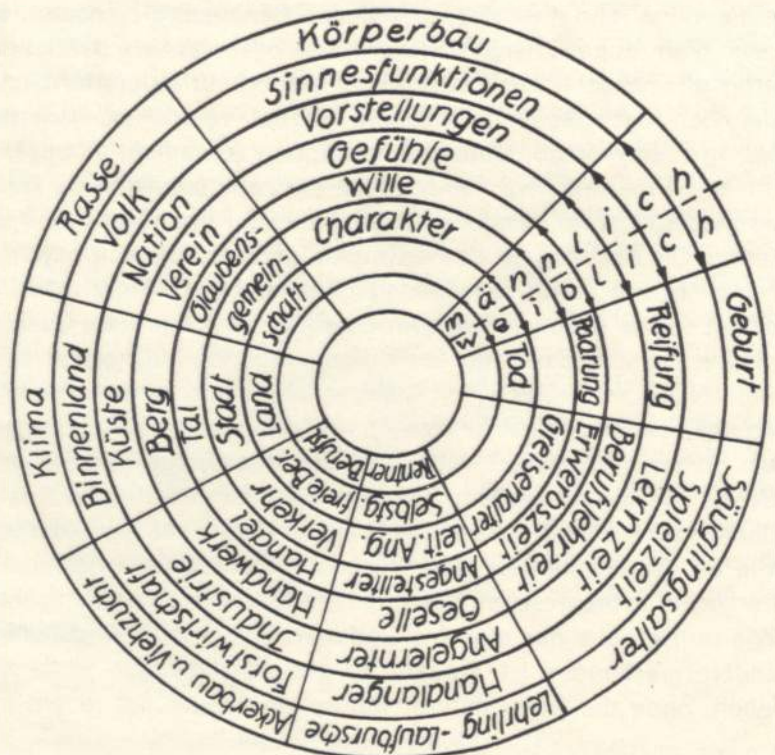 Körperbau
Sinnesfunktionen
Vorstellungen
Gefühle
Wille
Charakter
männlich
weiblich
Geburt
Reifung
Paarung
Tod
Säuglingsalter
Spielzeit
Lernzeit
Berufslehrzeit
Erwerbszeit
Greisenalter
Lehrling -Laufbursche
Handlanger
Angelernter
Geselle
Angestellter
Leit. Ang
Selbstg
Rentner
Ackerbau u. Viehzucht
Forstwirtschaft
Industrie
Handwerk
Handel
Verkehr
freie Ber.
Klima
Binnenland
Küste
Berg
Tal
Stadt
Land
Rasse
Volk
Nation
Verein
Glaubens-
gemein-
schaft